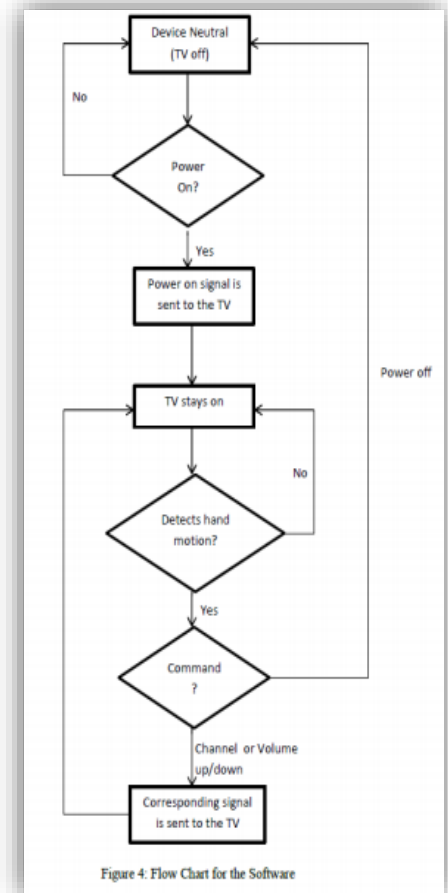 Device Neutral
(TV off)
No
Power
On?
Yes
Power on signal is
sent to the TV
Power off
TV stays on
No
Detects hand
motion?
Yes
Command
?
Channel or Volume
up/down
Corresponding signal
is sent to the TV
Figure 4: Flow Chart for the Software